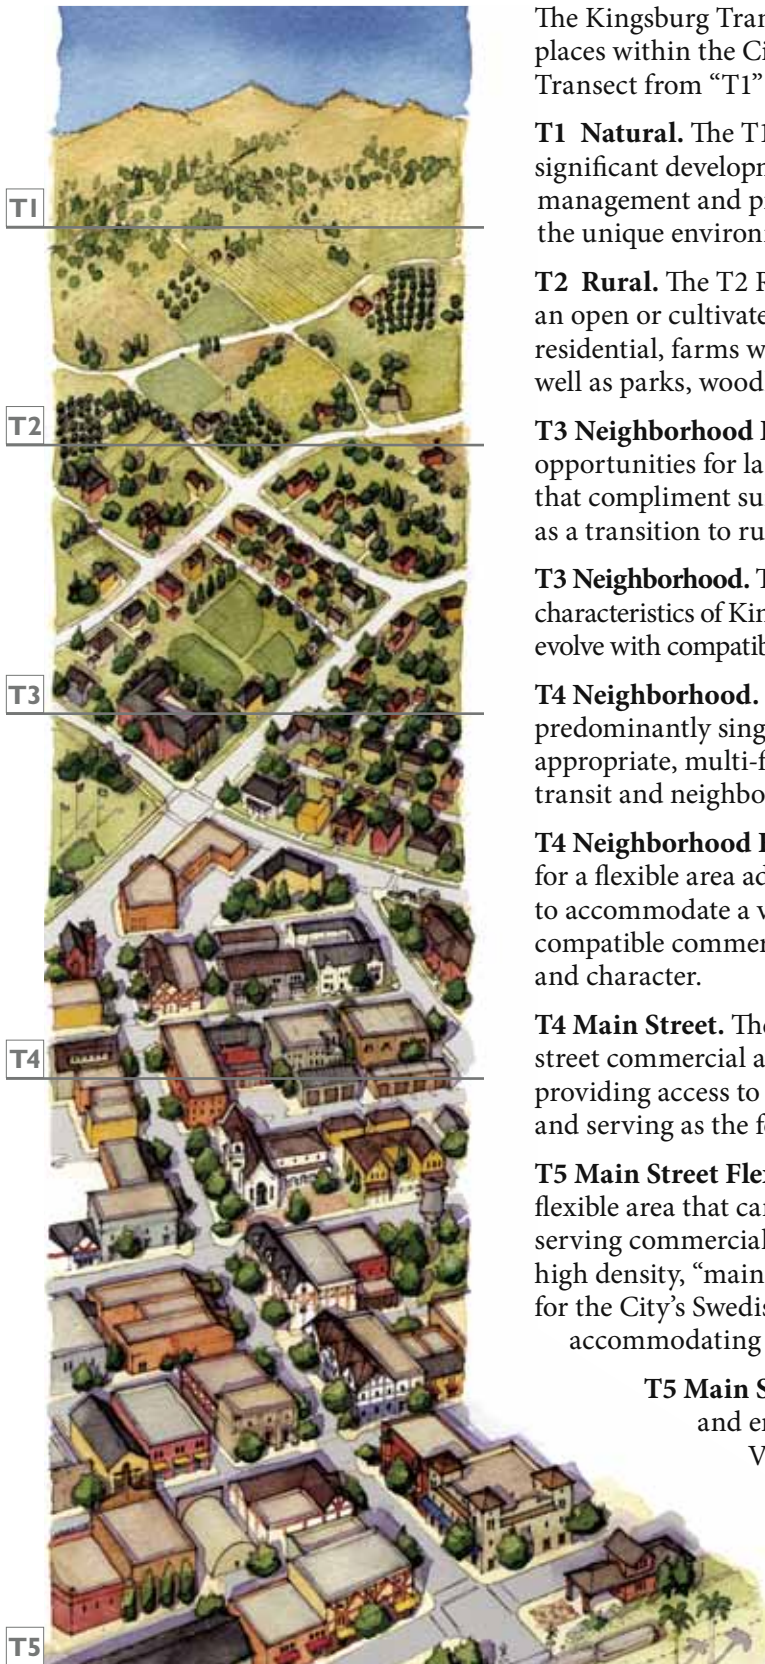 The Kingsburg Tran
places within the Ci
Transect from “T1”
T1 Natural. The T1
significant developn
management and pr
the unique environ
T2 Rural. The T2 R
an open or cultivate
residential, farms w
well as parks, wood
T3 Neighborhood
opportunities for la
that compliment su
as a transition to ru
T3 Neighborhood. T
characteristics of Kin
evolve with compatib
T4 Neighborhood.
predominantly sing
appropriate, multi-f
transit and neighbo
T4 Neighborhood
for a flexible area ad
to accommodate a v
compatible commer
and character.
T4 Main Street. The
street commercial a
providing access to
and serving as the f
T5 Main Street Flex
flexible area that can
serving commercial
high density, “main
for the City’s Swedis
accommodating
T5 Main S
and en
V
T1
T2
T3
T4
T5